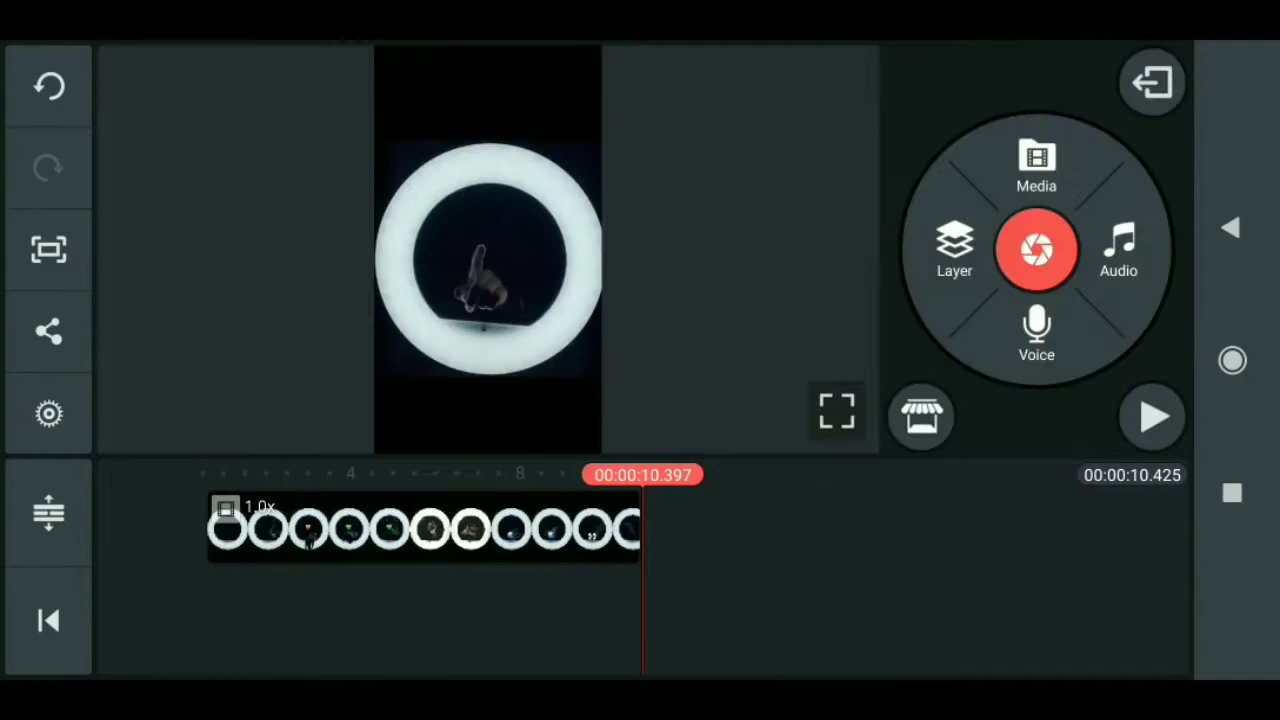 Media
Layer
Audio
Voice
4
8
00:00:10.397
00:00:10.425
1.0x